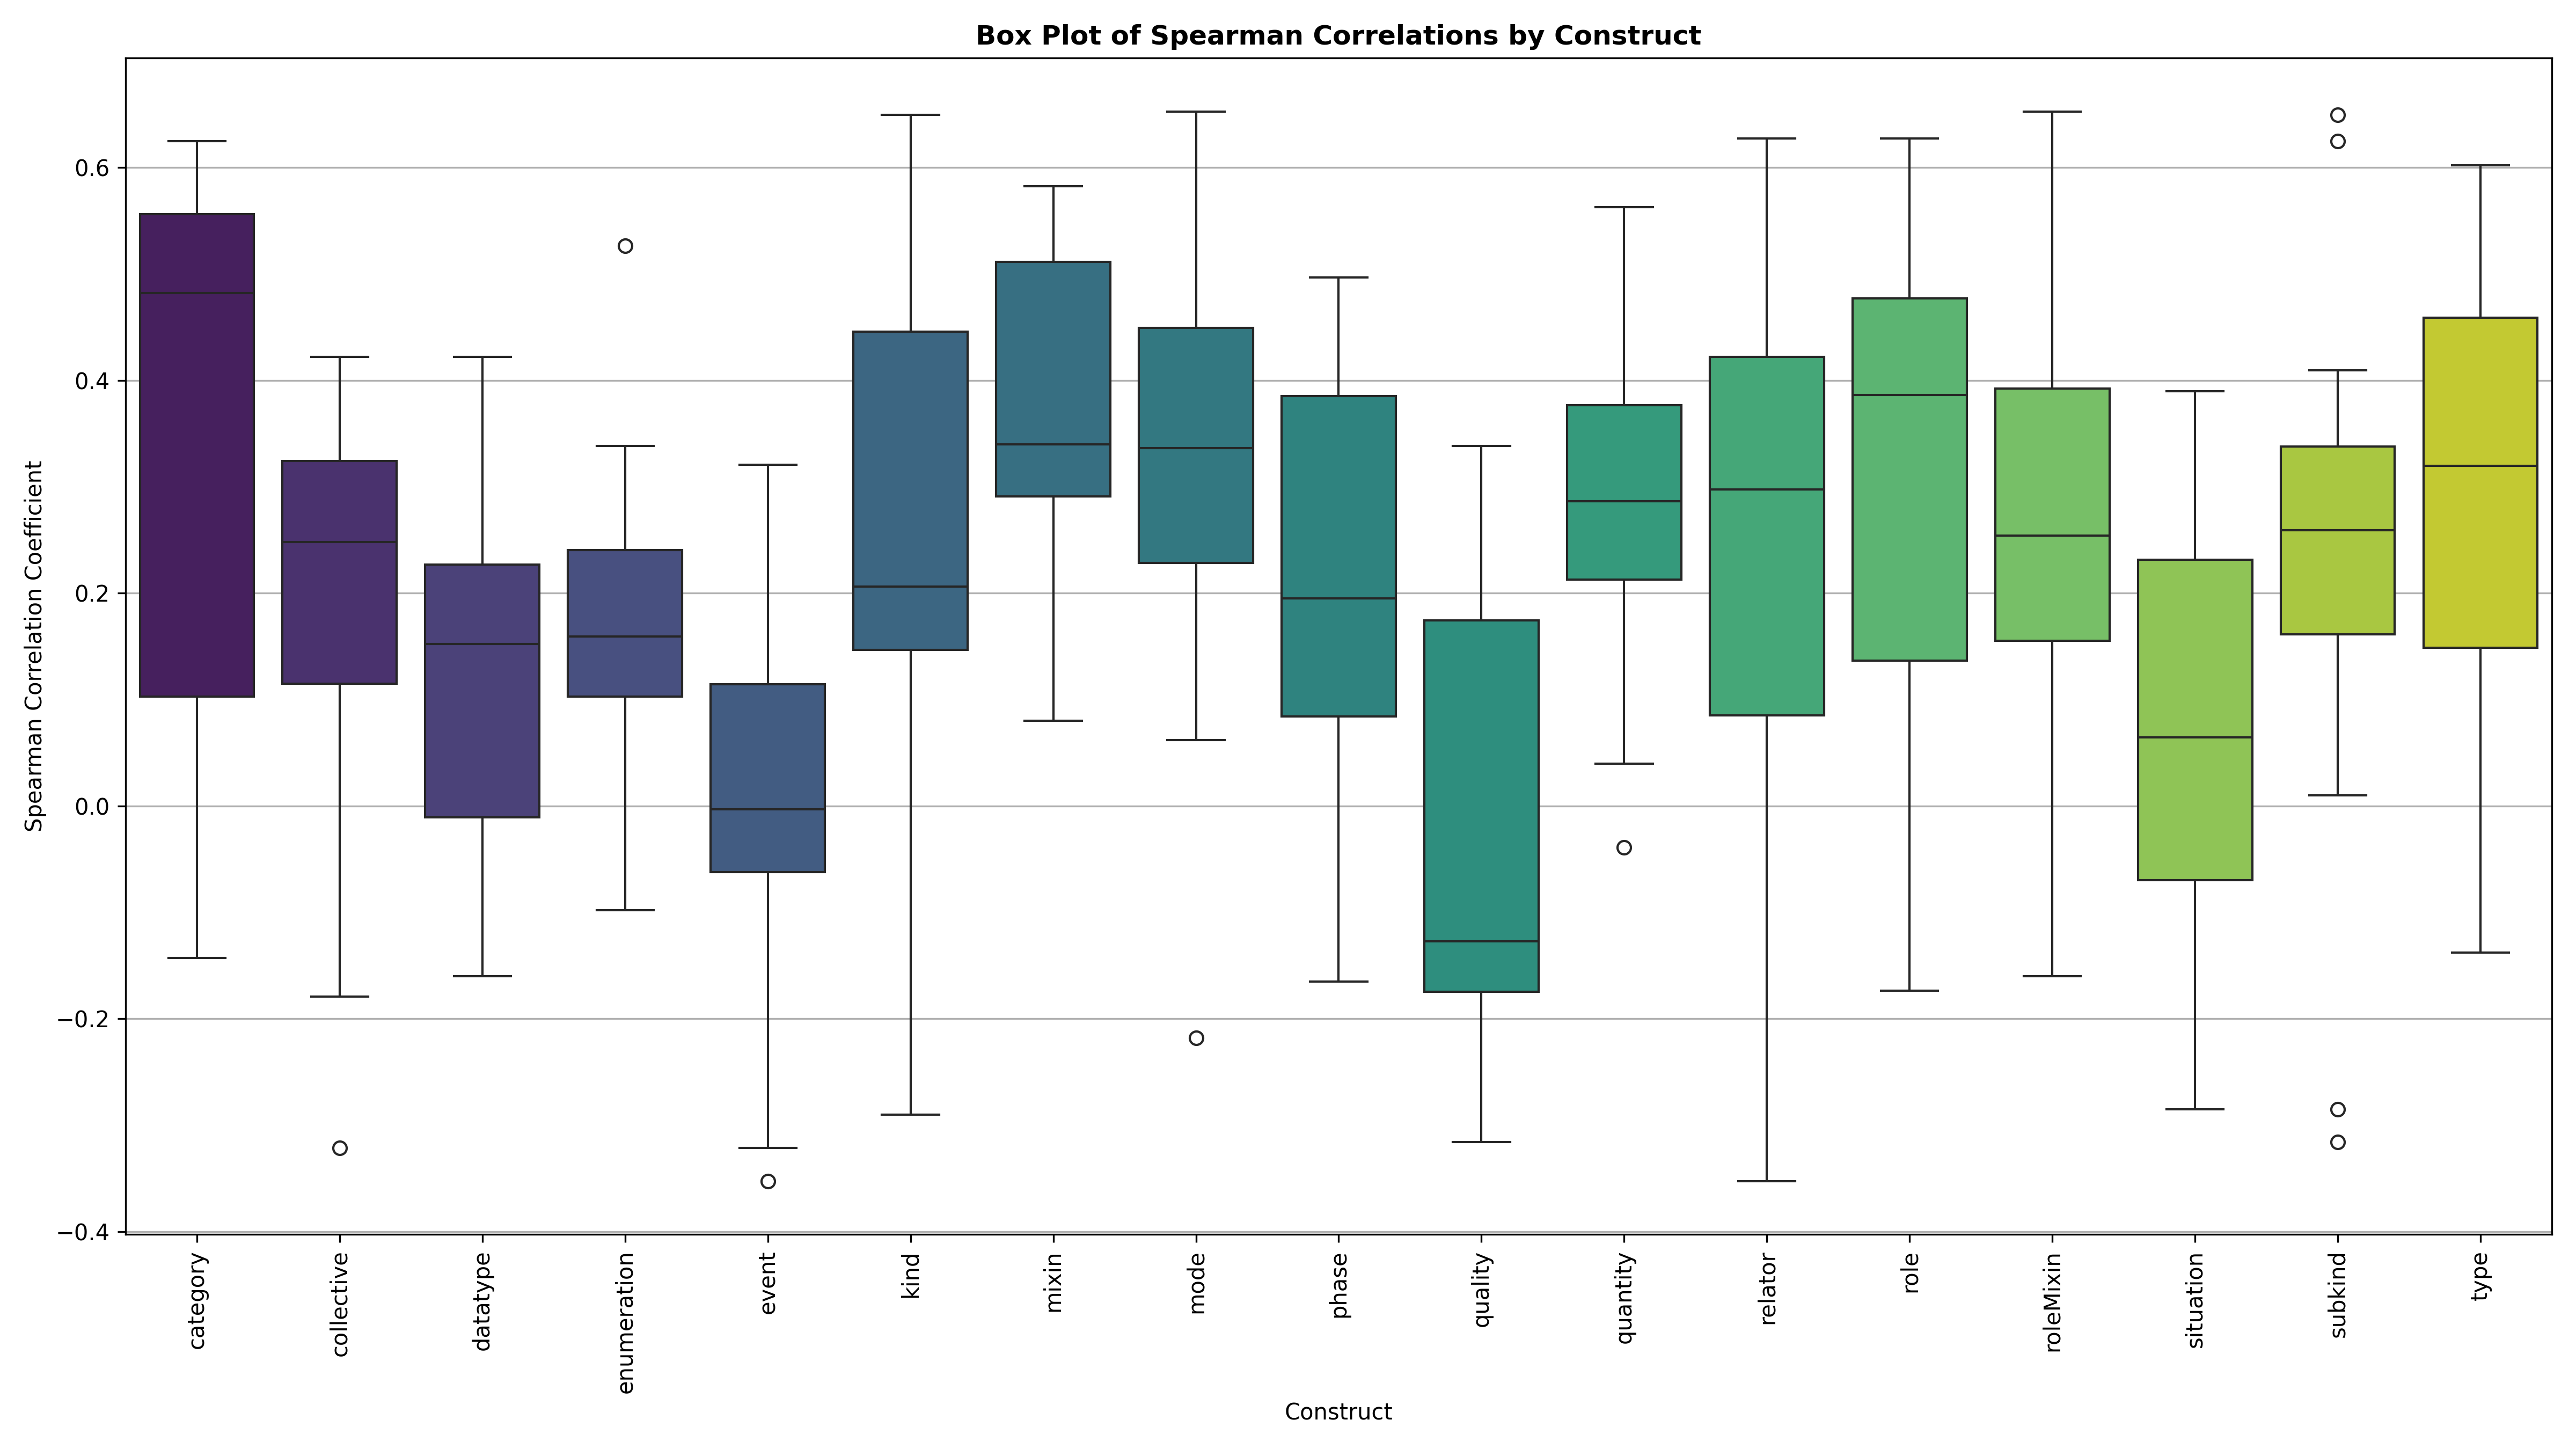 Box Plot of Spearman Correlations by Construct
Spearman Correlation Coefficient
0.6
0.4
0.2
0.0
−0.2
−0.4
category
collective
datatype
enumeration
event
kind
mixin
mode
phase
quality
quantity
relator
role
roleMixin
situation
subkind
type
Construct